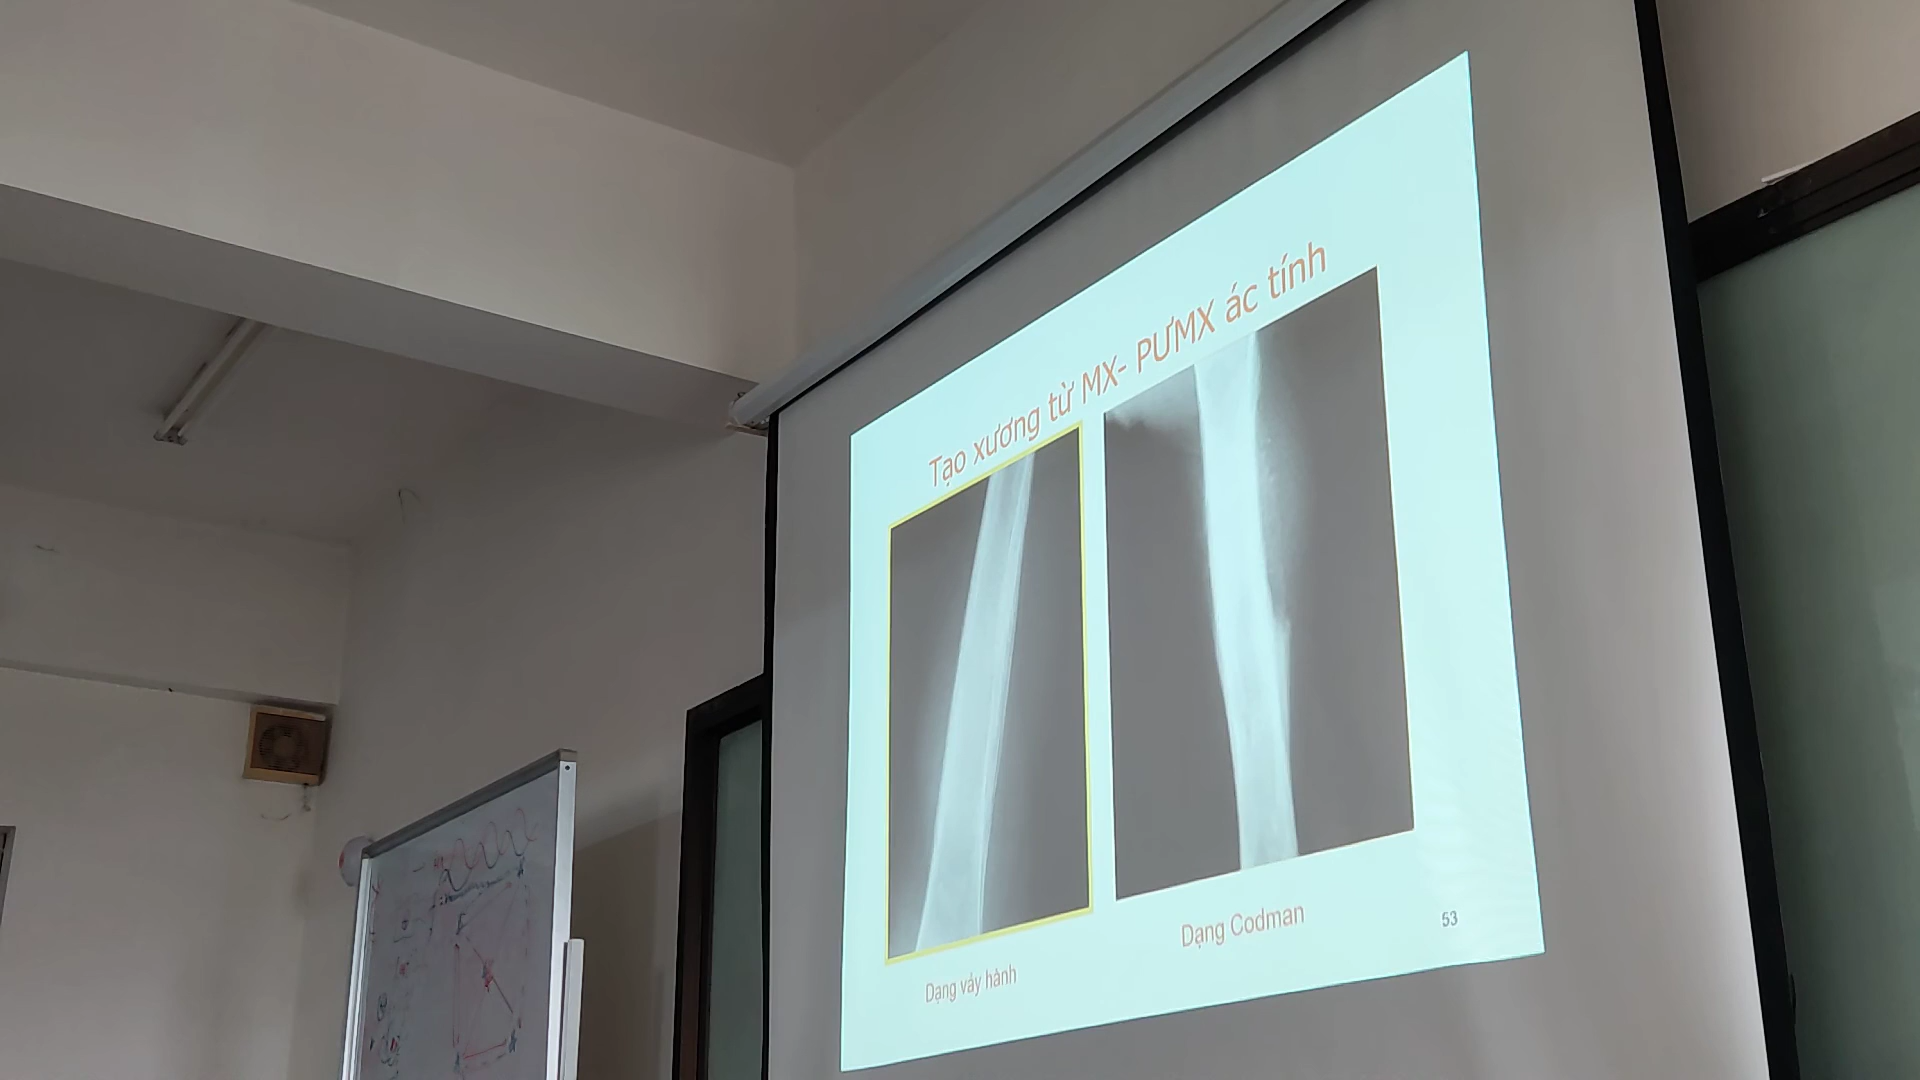 Tạo xương từ MX- PƯMX ác tính
Dạng vảy hành
Dạng Codman
53